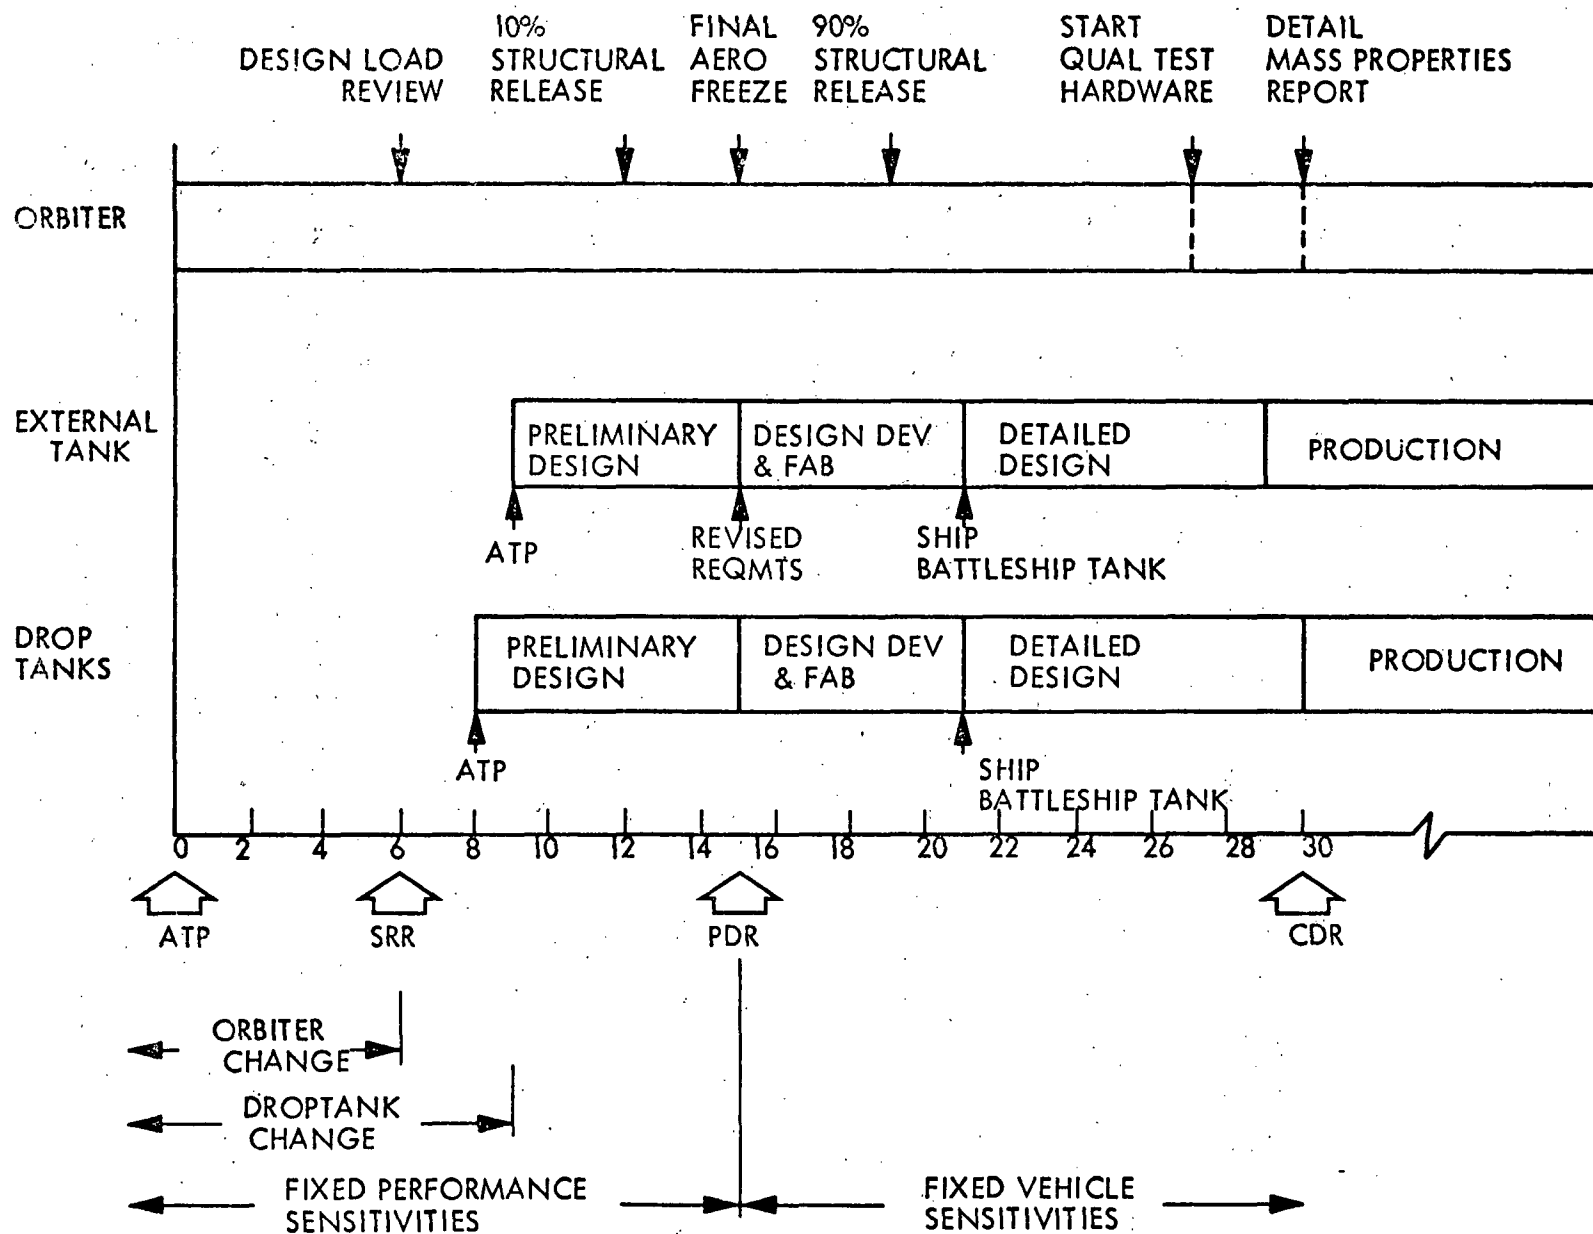 10%
FINAL
90%
START
DETAIL
DESIGN LOAD
STRUCTURAL
AERO
STRUCTURAL
QUAL TEST
MASS PROPERTIES
REVIEW
RELEASE
FREEZE
RELEASE
HARDWARE
REPORT
ORBITER
EXTERNAL
TANK
PRELIMINARY
DESIGN
DESIGN DEV
& FAB
DETAILED
DESIGN
PRODUCTION
ATP
REVISED
REQMTS
SHIP
BATTLESHIP TANK
DROP
TANKS
PRELIMINARY
DESIGN
DESIGN DEV
& FAB
DETAILED
DESIGN
PRODUCTION
ATP
SHIP
BATTLESHIP TANK
0 2 4 6 8 10 12 14 16 18 20 22 24 26 28 30
ATP
SRR
PDR
CDR
ORBITER
CHANGE
DROPTANK
CHANGE
FIXED PERFORMANCE
SENSITIVITIES
FIXED VEHICLE
SENSITIVITIES